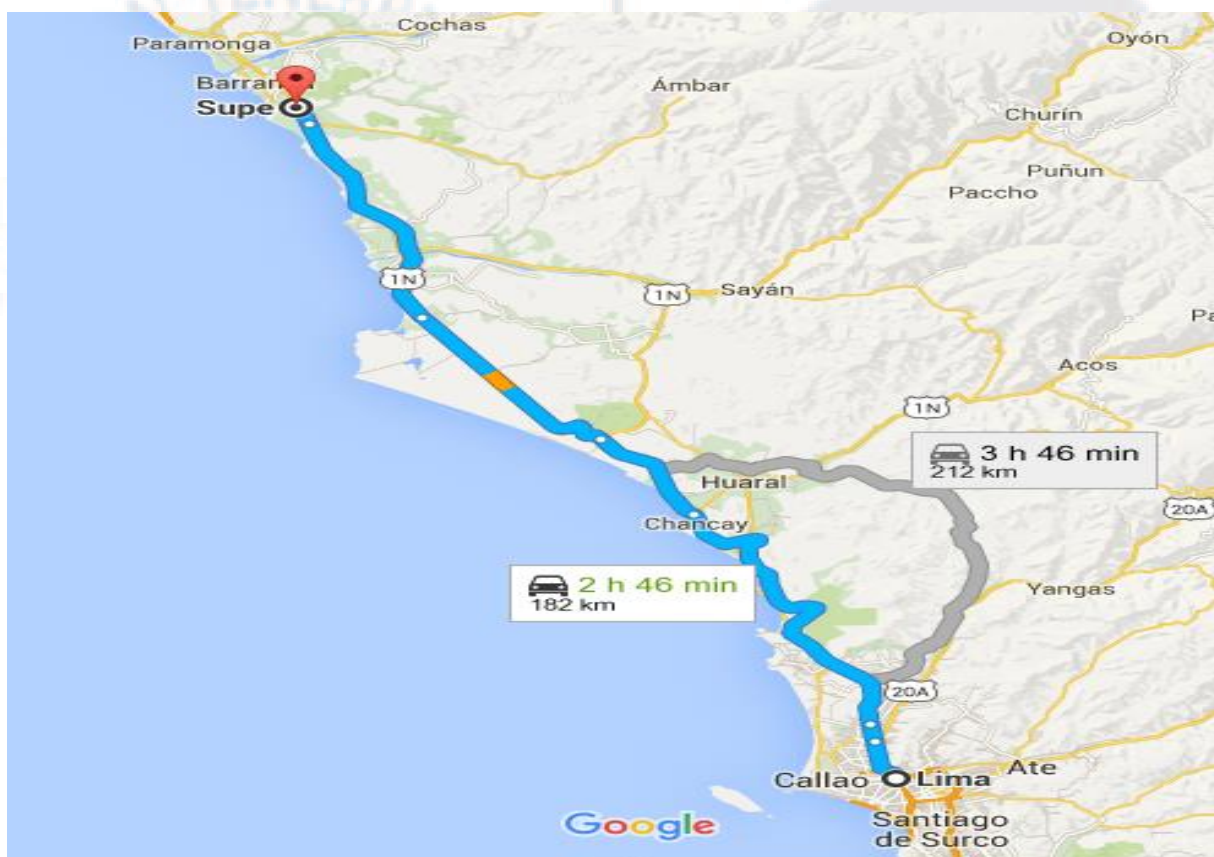 Cochas
Paramonga
Oyón
Ámbar
Supe
Churín
Puñun
Paccho
1N
1N
Sayán
Acos
1N
3 h 46 min
212 km
Huaral
20A
Chancay
2 h 46 min
182 km
Yangas
20A
Callao
Lima
Ate
Google
Santiago
de Surco